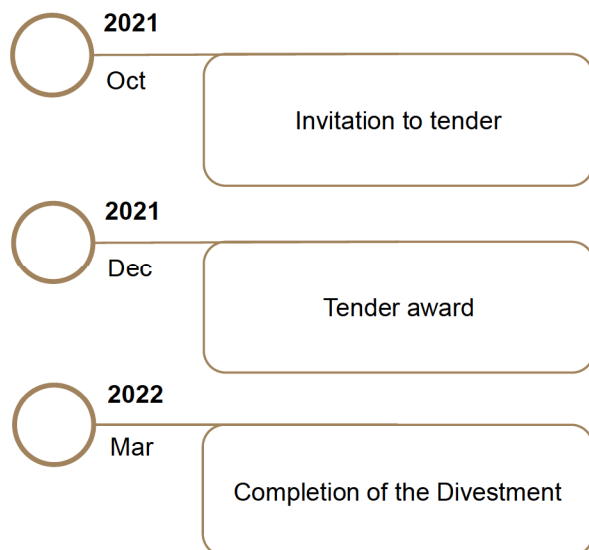 2021
Oct
Invitation to tender
2021
Dec
Tender award
2022
Mar
Completion of the Divestment